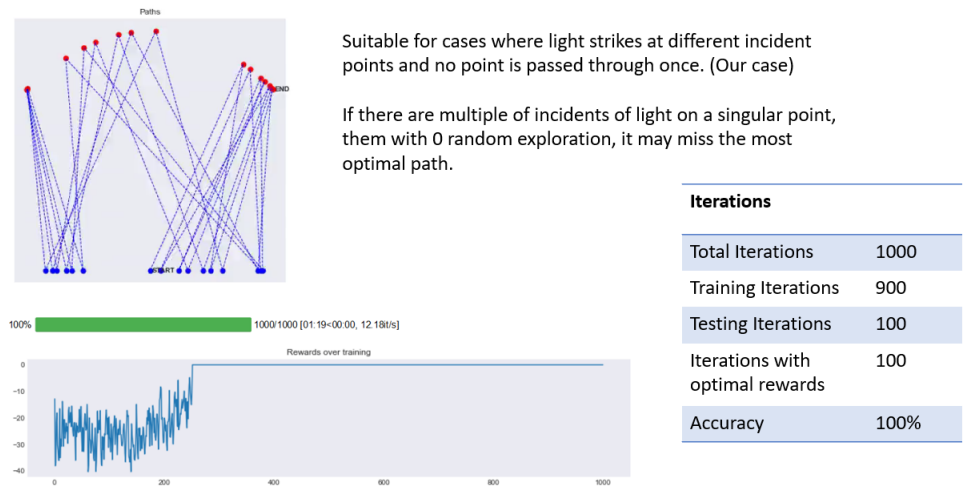 Paths
END
START
Suitable for cases where light strikes at different incident
points and no point is passed through once. (Our case)
If there are multiple of incidents of light on a singular point,
them with 0 random exploration, it may miss the most
optimal path.
Iterations
Total Iterations 1000
Training Iterations 900
Testing Iterations 100
Iterations with 100
optimal rewards
Accuracy 100%
100% 1000/1000 [01:19<00:00, 12.18it/s]
Rewards over training
0
−10
−20
−30
−40
0 200 400 600 800 1000